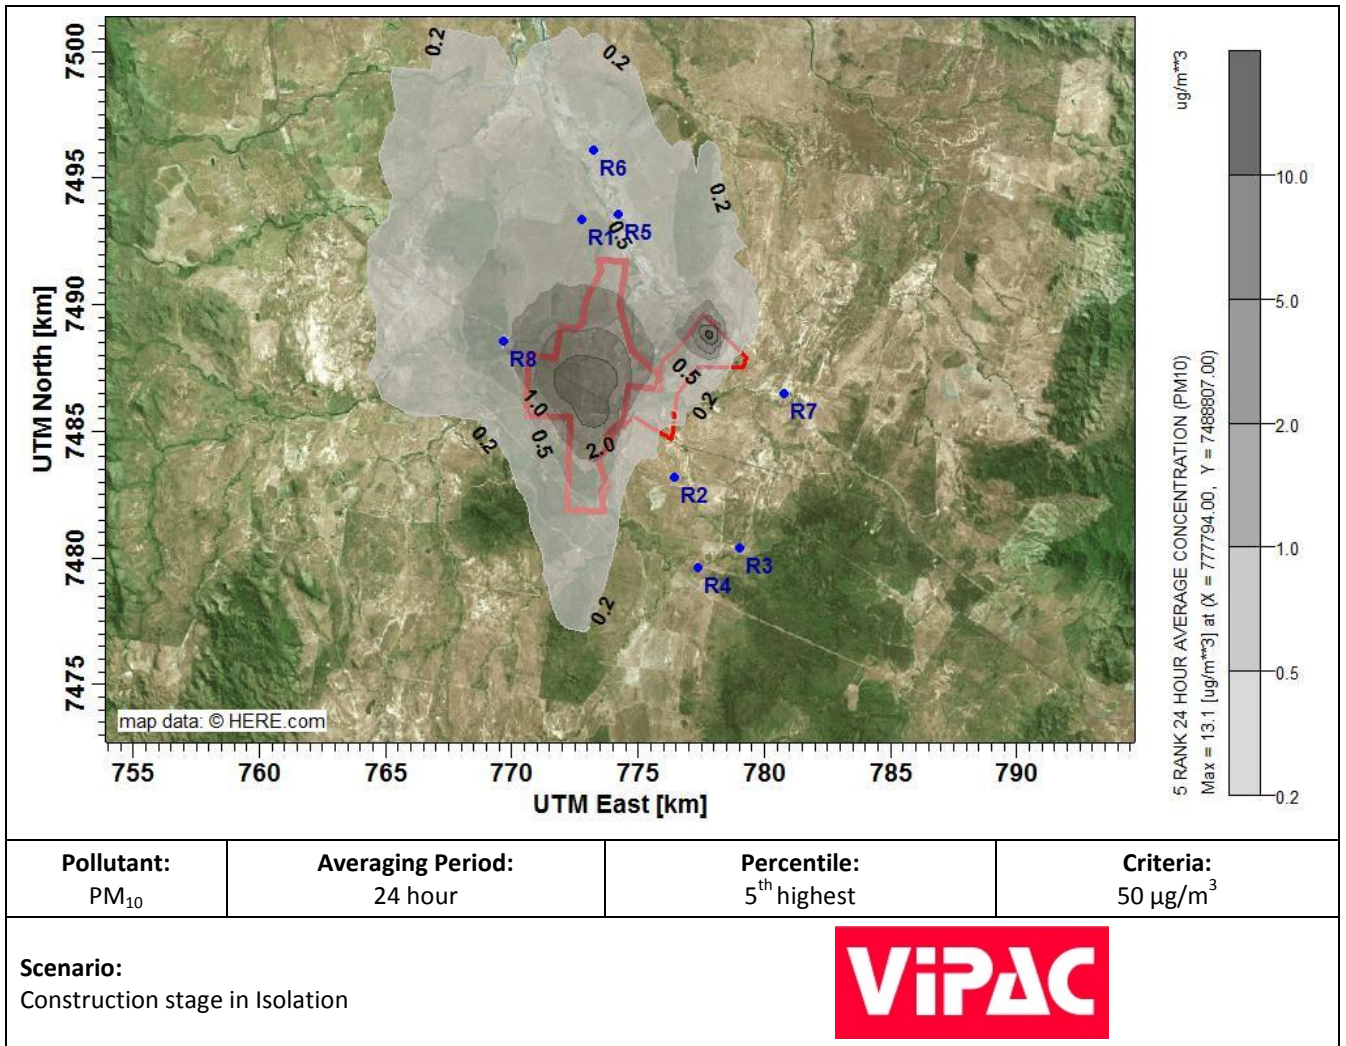 0.2
0.2
0.2
R6
R1
0.5
R5
R8
0.5
0.2
1.0
0.5
0.2
2.0
R7
R2
R3
R4
0.2
map data: © HERE.com
7500
7495
7490
7485
7480
7475
UTM North [km]
755 760 765 770 775 780 785 790
UTM East [km]
ug/m**3
5 RANK 24 HOUR AVERAGE CONCENTRATION (PM10)
Max = 13.1 [ug/m**3] at (X = 777794.00, Y = 7488807.00)
10.0
5.0
2.0
1.0
0.5
0.2
Pollutant: Averaging Period: Percentile: Criteria:
PM₁₀ 24 hour 5ᵗʰ highest 50 µg/m³
Scenario:
Construction stage in Isolation
ViPAC